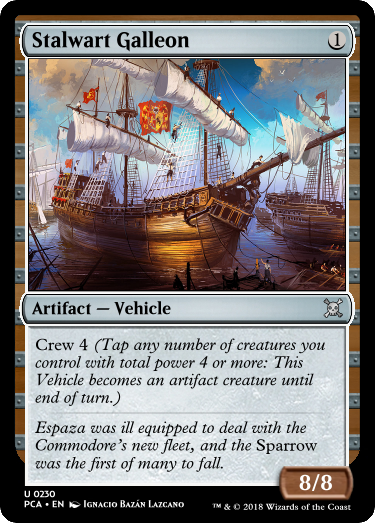 Stalwart Galleon
1
Artifact — Vehicle
Crew 4 (Tap any number of creatures you
control with total power 4 or more: This
Vehicle becomes an artifact creature until
end of turn.)
Espaza was ill equipped to deal with the
Commodore's new fleet, and the Sparrow
was the first of many to fall.
8/8
U 0230
PCA • EN Ignacio Bazán Lazcano
™ & © 2018 Wizards of the Coast